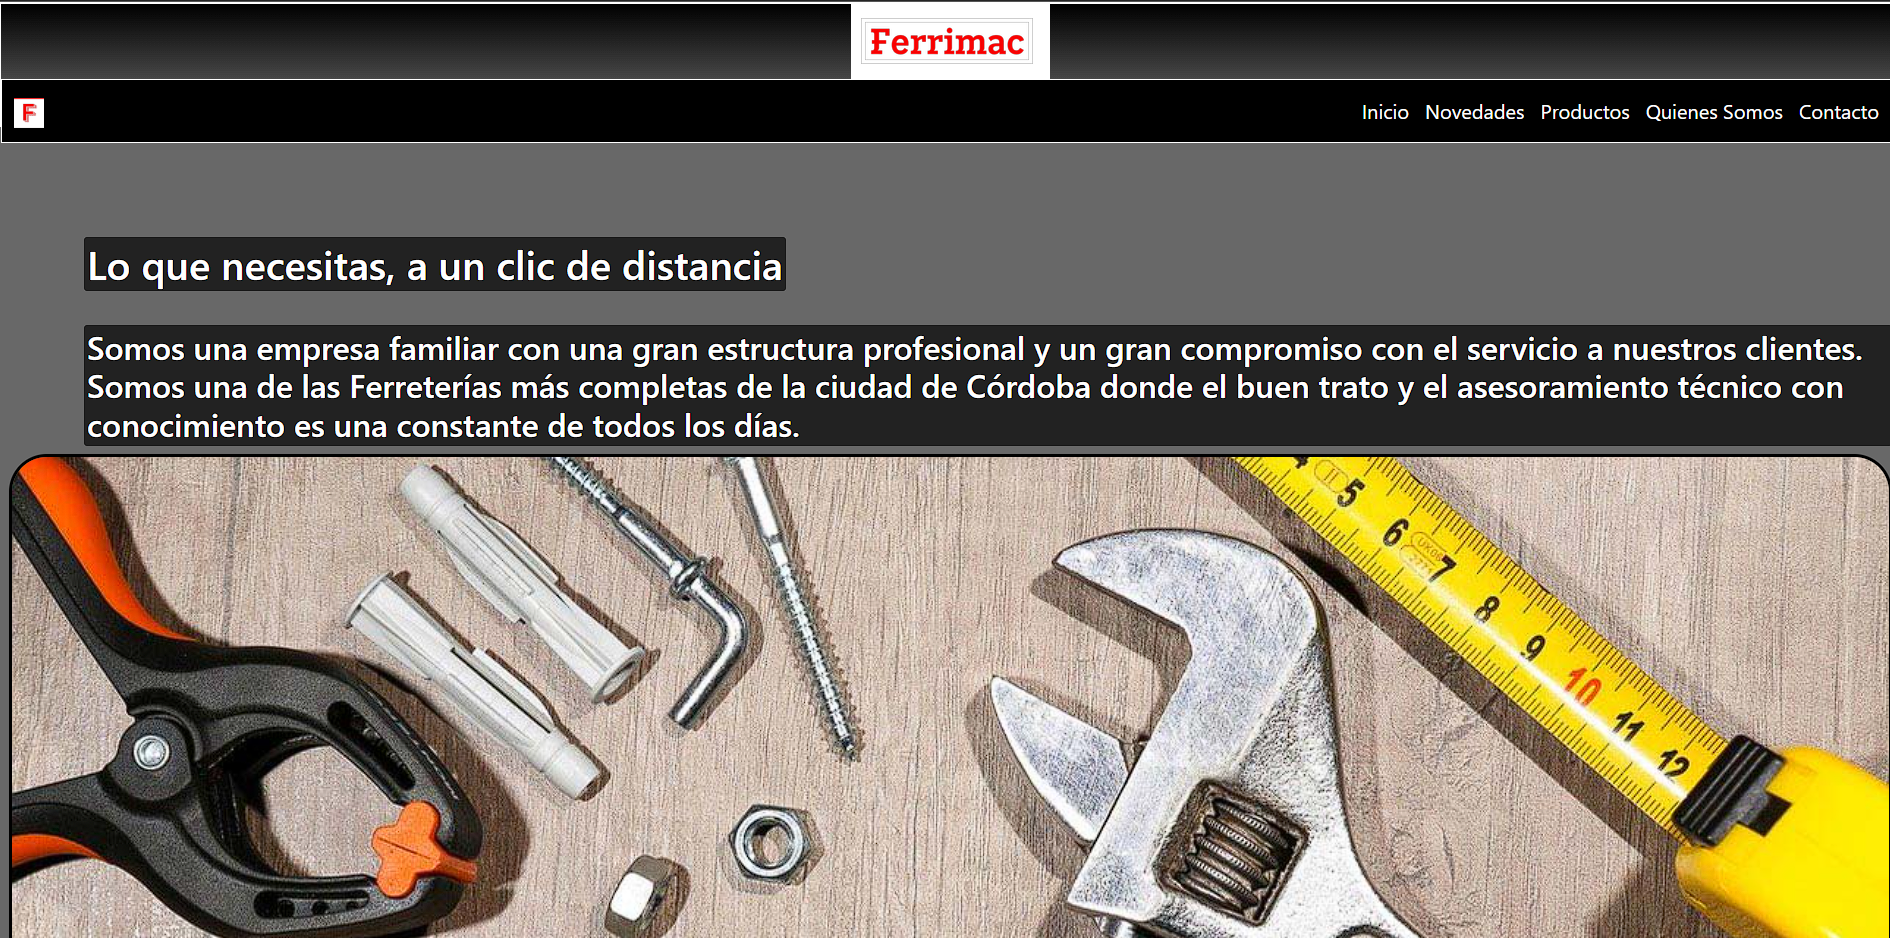 Ferrimac
F
Inicio Novedades Productos Quienes Somos Contacto
Lo que necesitas, a un clic de distancia
Somos una empresa familiar con una gran estructura profesional y un gran compromiso con el servicio a nuestros clientes.
Somos una de las Ferreterías más completas de la ciudad de Córdoba donde el buen trato y el asesoramiento técnico con
conocimiento es una constante de todos los días.
4 5 6 7 8 9 10 11 12